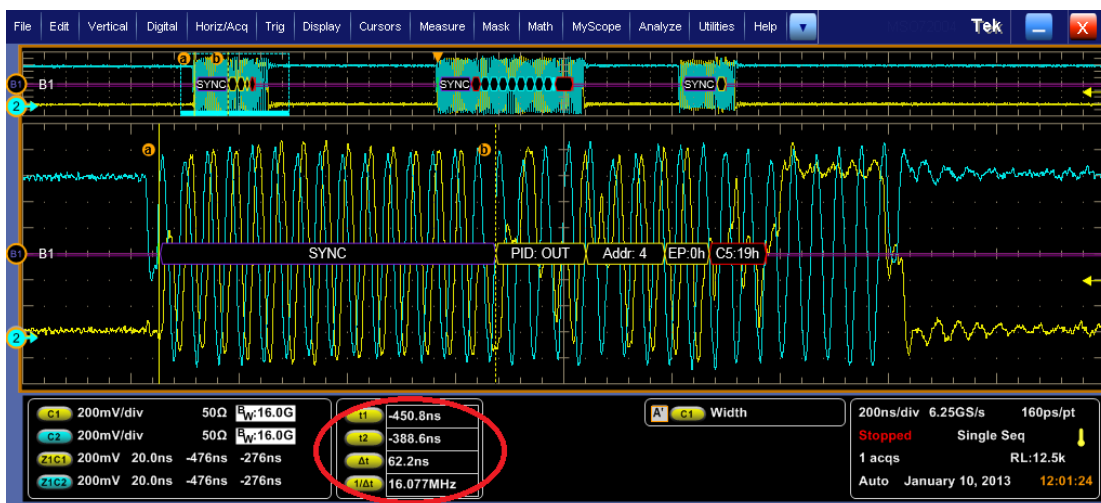 File Edit Vertical Digital Horiz/Acq Trig Display Cursors Measure Mask Math MyScope Analyze Utilities Help Tek X
a b
B1 B1 SYNC SYNC SYNC
2
a b
B1 B1 SYNC PID: OUT Addr: 4 EP:0h C5:19h
2
C1 200mV/div 50Ω BW:16.0G
C2 200mV/div 50Ω BW:16.0G
Z1C1 200mV 20.0ns -476ns -276ns
Z1C2 200mV 20.0ns -476ns -276ns
t1 -450.8ns
t2 -388.6ns
Δt 62.2ns
1/Δt 16.077MHz
A' C1 Width
200ns/div 6.25GS/s 160ps/pt
Stopped Single Seq
1 acqs RL:12.5k
Auto January 10, 2013 12:01:24